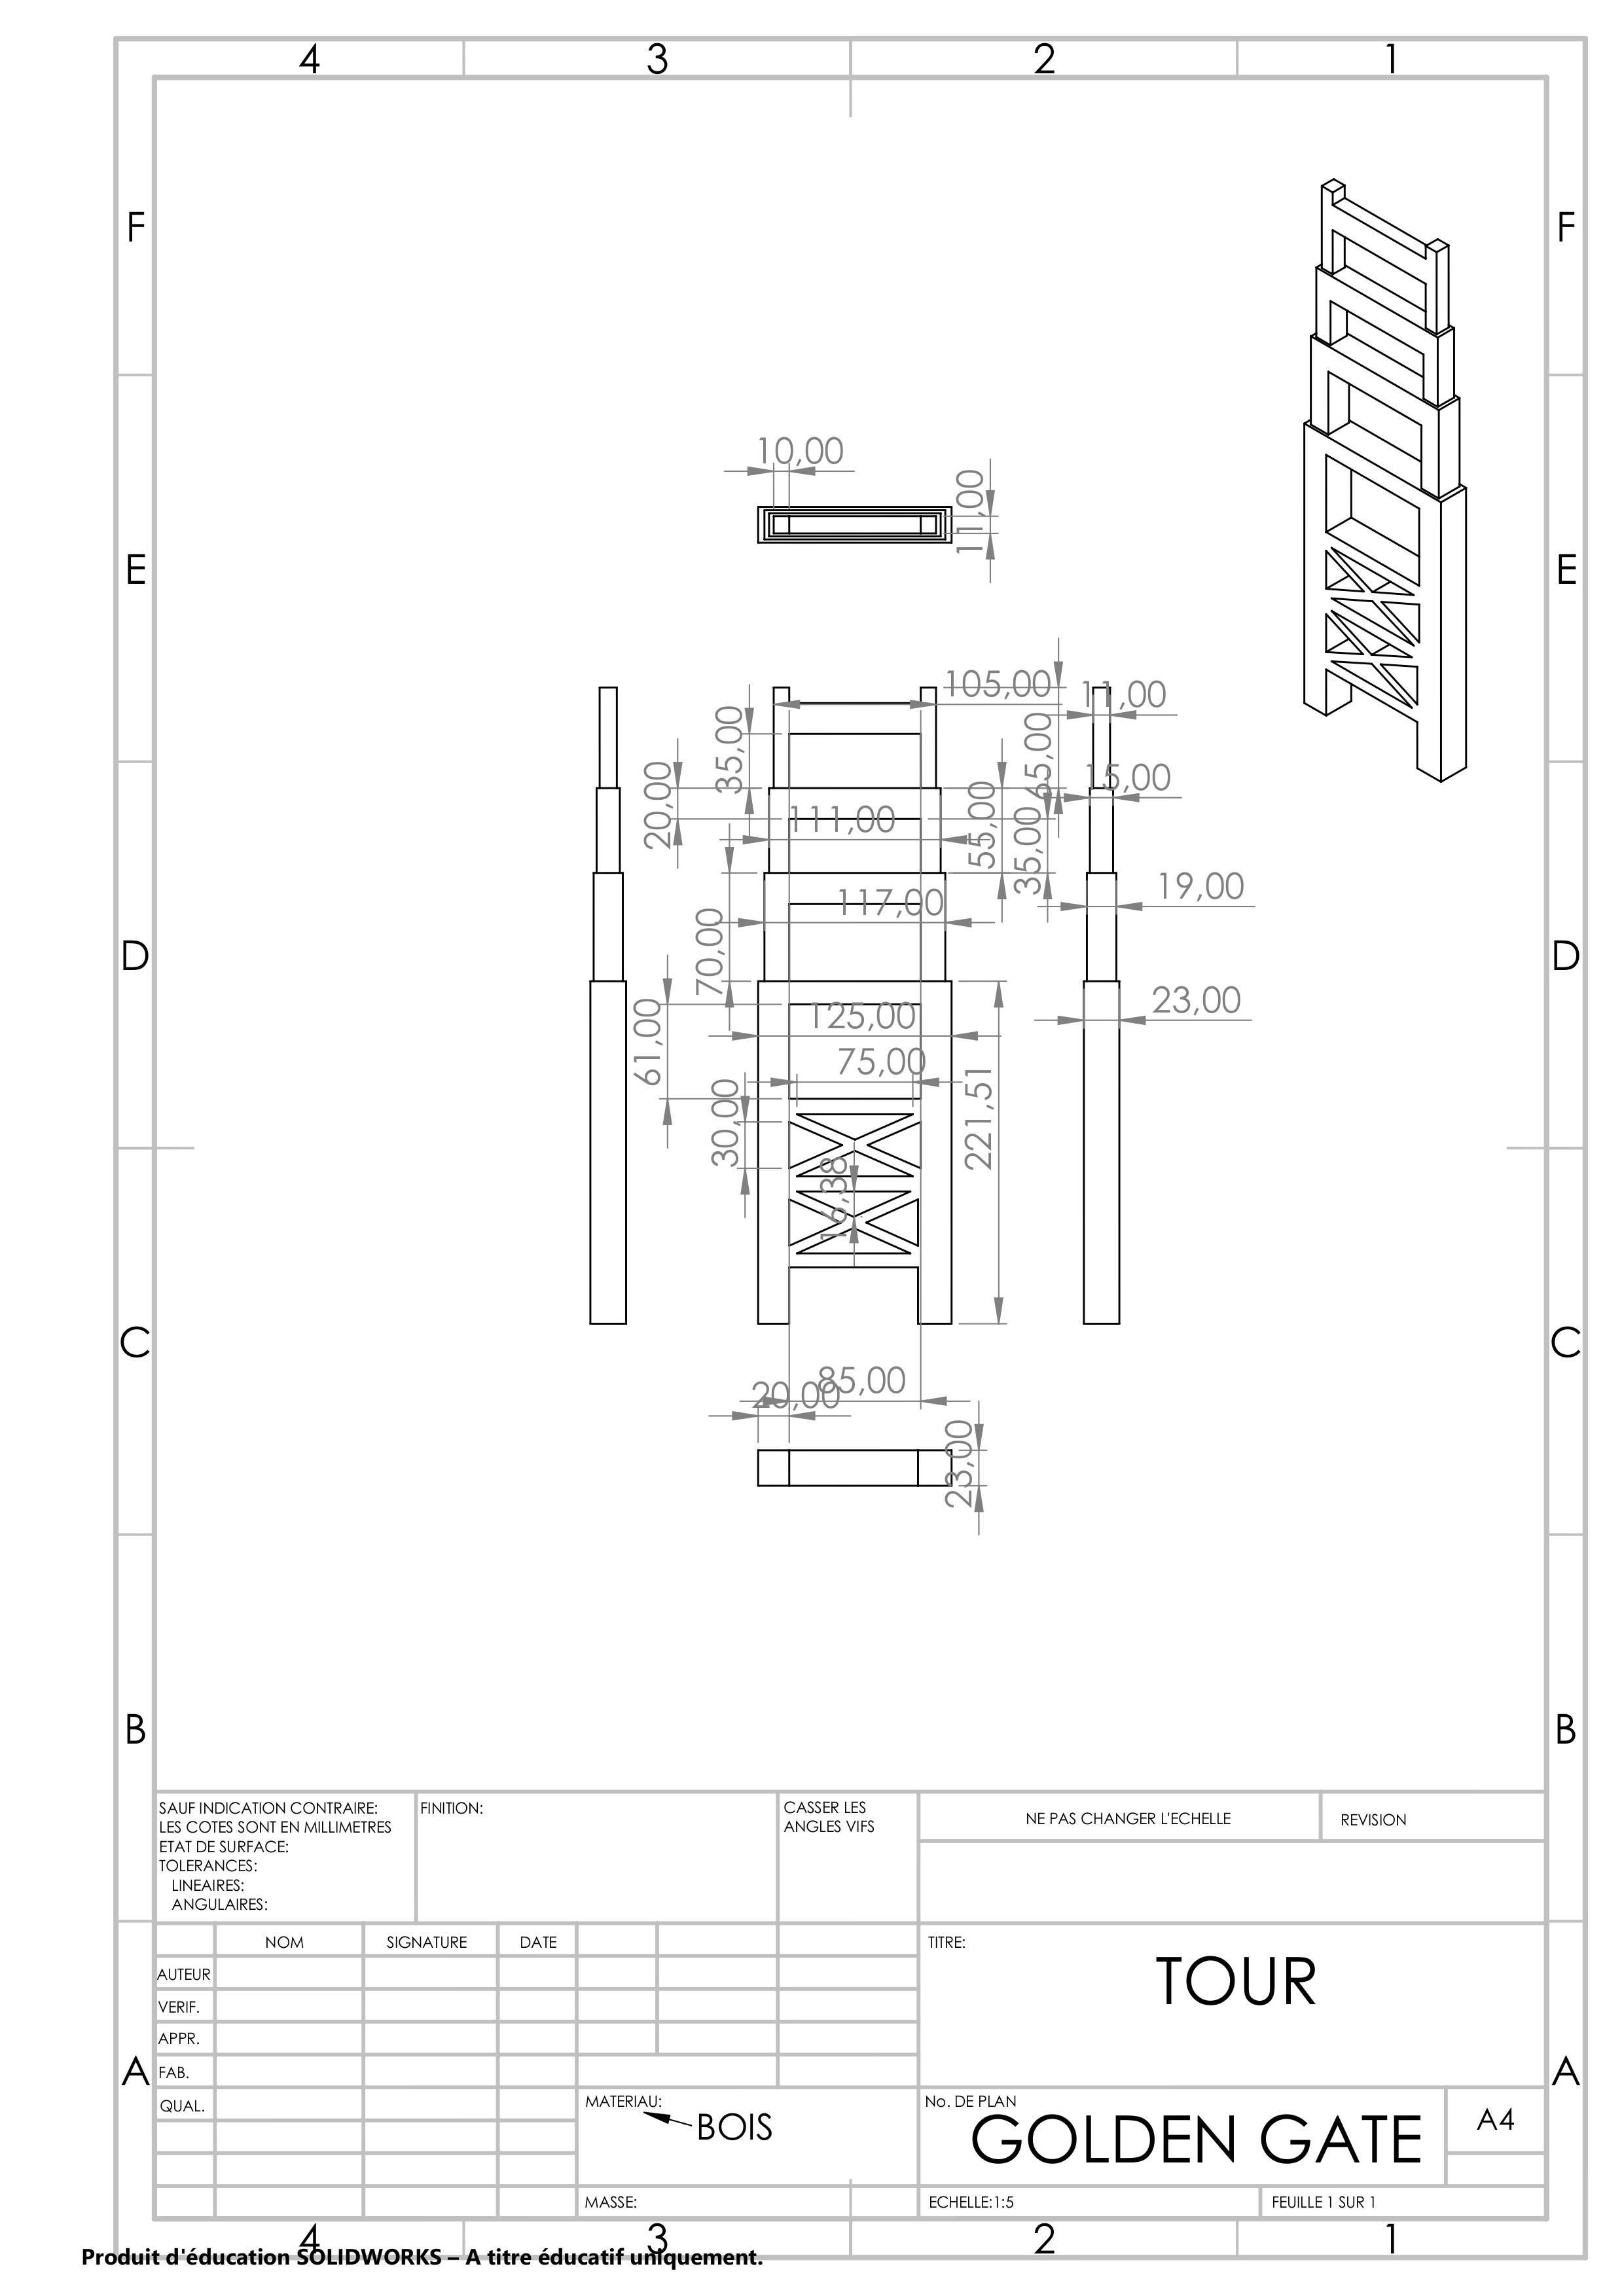 4 3 2 1
F F
10,00
11,00
E E
105,00
11,00
35,00
65,00
20,00
15,00
111,00
55,00
35,00
117,00
19,00
70,00
D D
125,00
23,00
61,00
75,00
30,00
221,51
16,38
C C
85,00
20,00
23,00
B B
SAUF INDICATION CONTRAIRE:
LES COTES SONT EN MILLIMETRES
ETAT DE SURFACE:
TOLERANCES:
LINEAIRES:
ANGULAIRES:
FINITION:
CASSER LES
ANGLES VIFS
NE PAS CHANGER L'ECHELLE
REVISION
NOM SIGNATURE DATE
AUTEUR
VERIF.
APPR.
FAB.
QUAL.
TITRE:
TOUR
A A
MATERIAU:
BOIS
No. DE PLAN
GOLDEN GATE
A4
MASSE:
ECHELLE:1:5
FEUILLE 1 SUR 1
4 3 2 1
Produit d'éducation SOLIDWORKS – A titre éducatif uniquement.